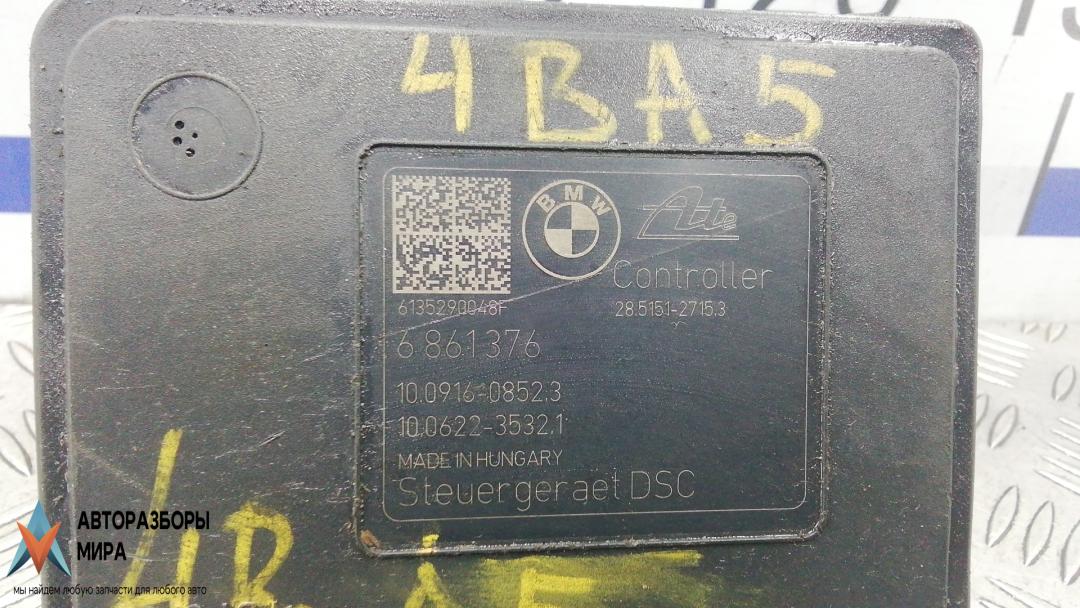 4BA5
BMW
Ate
Controller
6135290048F
28.5151-2715.3
6 861 376
10.0916-0852.3
10.0622-3532.1
MADE IN HUNGARY
Steuergeraet DSC
АВТОРАЗБОРЫ
МИРА
мы найдем любую запчасти для любого авто